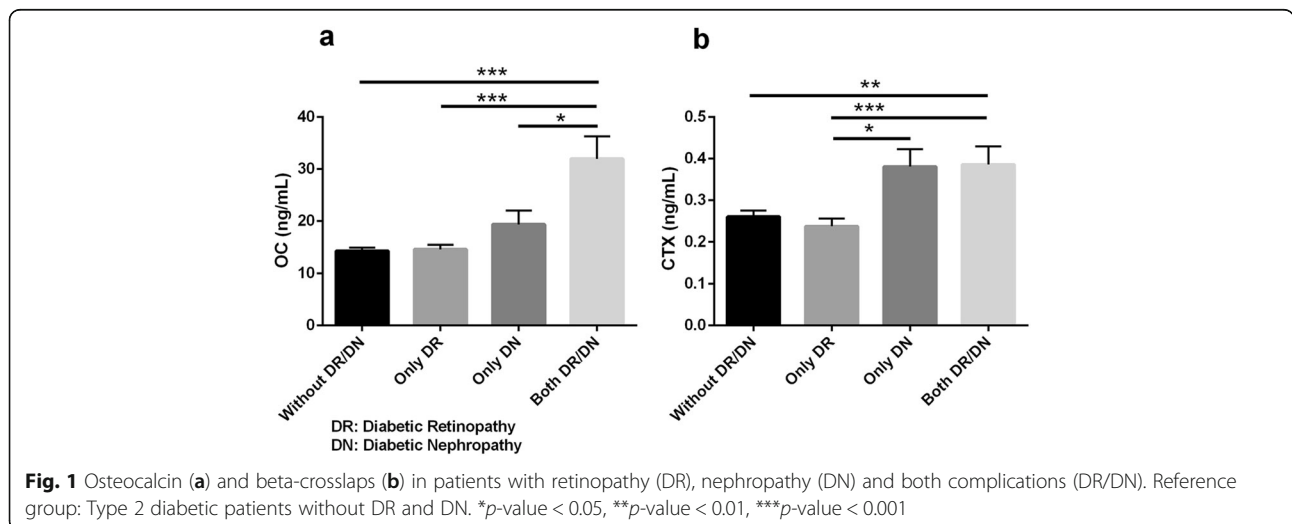 a
***
***
*
40
30
20
10
0
OC (ng/mL)
Without DR/DN
Only DR
Only DN
Both DR/DN
DR: Diabetic Retinopathy
DN: Diabetic Nephropathy
b
**
***
*
0.5
0.4
0.3
0.2
0.1
0.0
CTX (ng/mL)
Without DR/DN
Only DR
Only DN
Both DR/DN
Fig. 1 Osteocalcin (a) and beta-crosslaps (b) in patients with retinopathy (DR), nephropathy (DN) and both complications (DR/DN). Reference
group: Type 2 diabetic patients without DR and DN. *p-value < 0.05, **p-value < 0.01, ***p-value < 0.001